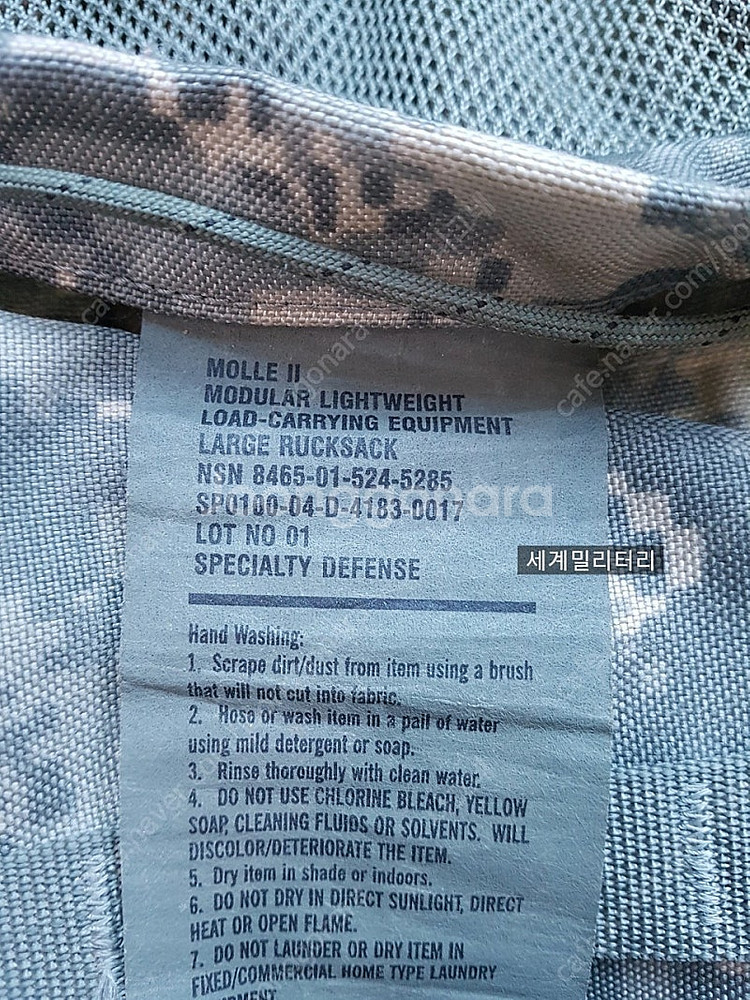 MOLLE II
MODULAR LIGHTWEIGHT
LOAD-CARRYING EQUIPMENT
LARGE RUCKSACK
NSN 8465-01-524-5285
SP0100-04-D-4183-0017
LOT NO 01
SPECIALTY DEFENSE
세계밀리터리
Hand Washing:
1. Scrape dirt/dust from item using a brush
that will not cut into fabric.
2. Hose or wash item in a pail of water
using mild detergent or soap.
3. Rinse thoroughly with clean water.
4. DO NOT USE CHLORINE BLEACH, YELLOW
SOAP, CLEANING FLUIDS OR SOLVENTS. WILL
DISCOLOR/DETERIORATE THE ITEM.
5. Dry item in shade or indoors.
6. DO NOT DRY IN DIRECT SUNLIGHT, DIRECT
HEAT OR OPEN FLAME.
7. DO NOT LAUNDER OR DRY ITEM IN
FIXED/COMMERCIAL HOME TYPE LAUNDRY